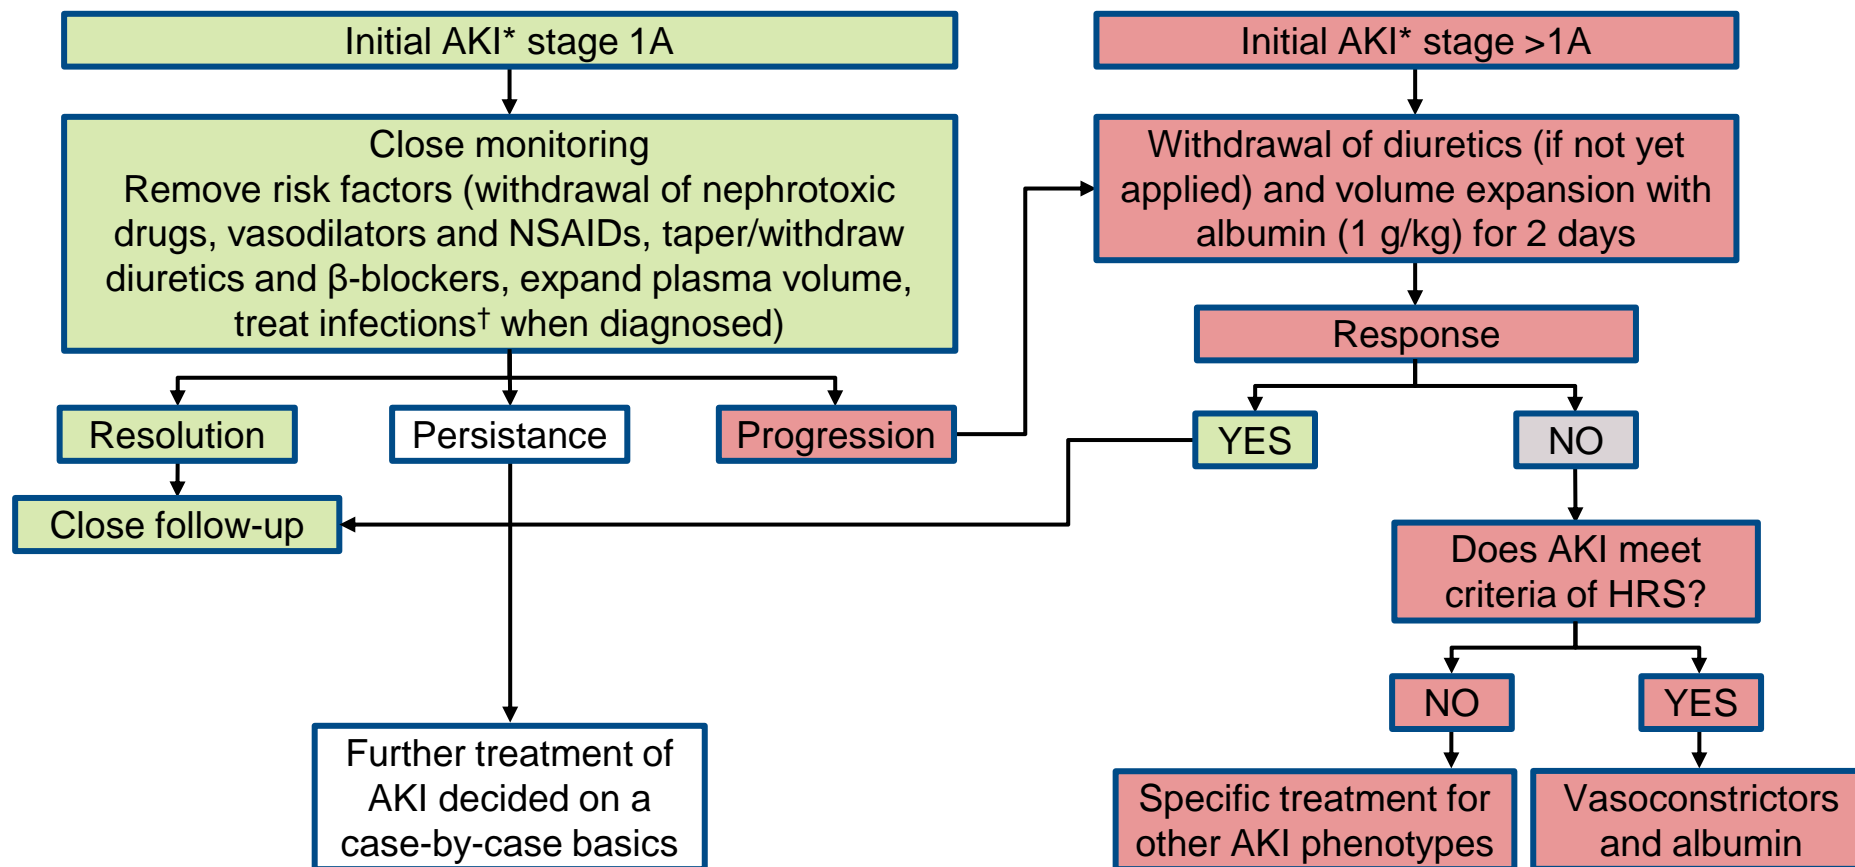 Initial AKI* stage 1A
Initial AKI* stage >1A
Close monitoring
Remove risk factors (withdrawal of nephrotoxic
drugs, vasodilators and NSAIDs, taper/withdraw
diuretics and β-blockers, expand plasma volume,
treat infections† when diagnosed)
Withdrawal of diuretics (if not yet
applied) and volume expansion with
albumin (1 g/kg) for 2 days
Response
Resolution
Persistance
Progression
YES
NO
Close follow-up
Does AKI meet
criteria of HRS?
NO
YES
Further treatment of
AKI decided on a
case-by-case basics
Specific treatment for
other AKI phenotypes
Vasoconstrictors
and albumin